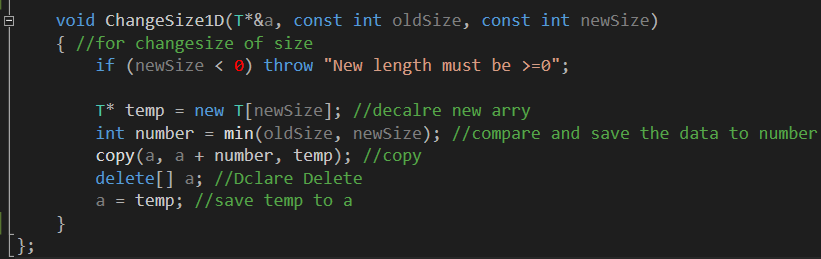 void ChangeSize1D(T*&a, const int oldSize, const int newSize)
{ //for changesize of size
if (newSize < 0) throw "New length must be >=0";
T* temp = new T[newSize]; //decalre new arry
int number = min(oldSize, newSize); //compare and save the data to number
copy(a, a + number, temp); //copy
delete[] a; //Dclare Delete
a = temp; //save temp to a
}
};